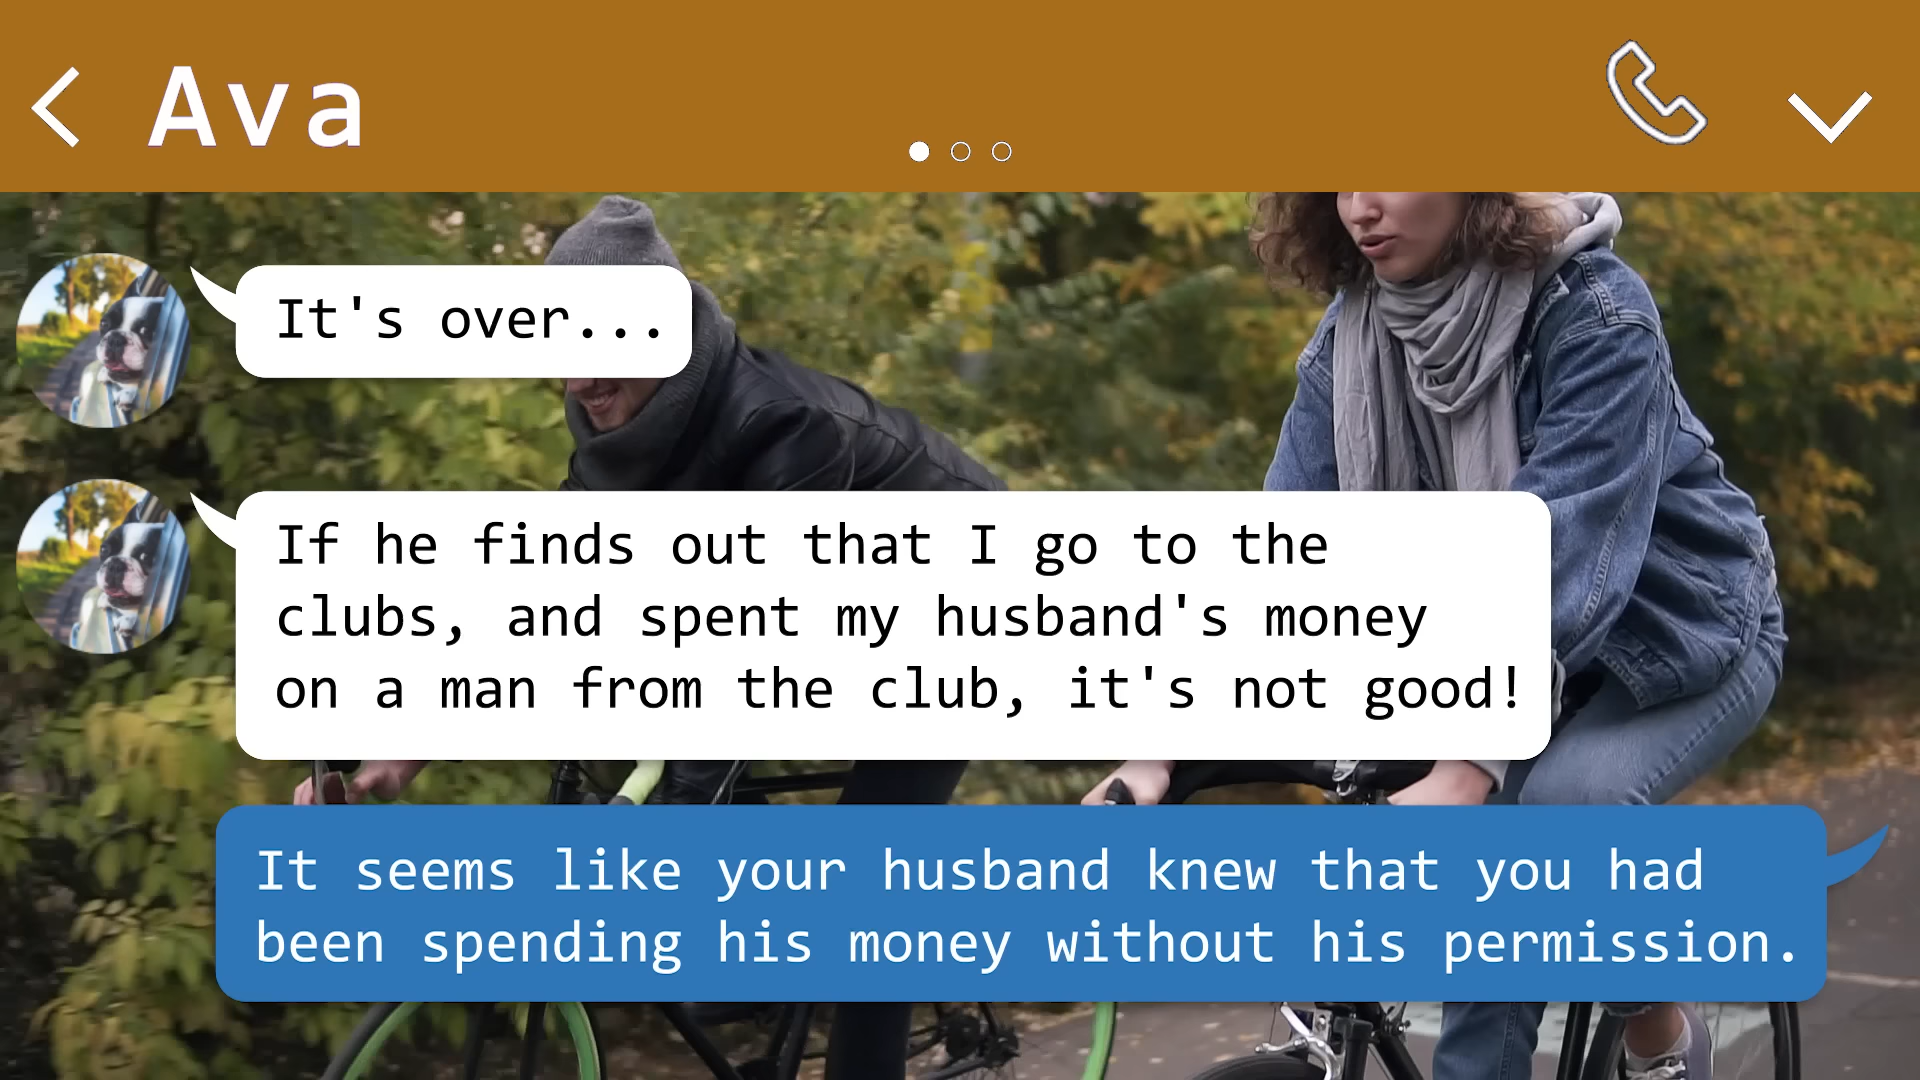 Ava
It's over...
If he finds out that I go to the
clubs, and spent my husband's money
on a man from the club, it's not good!
It seems like your husband knew that you had
been spending his money without his permission.